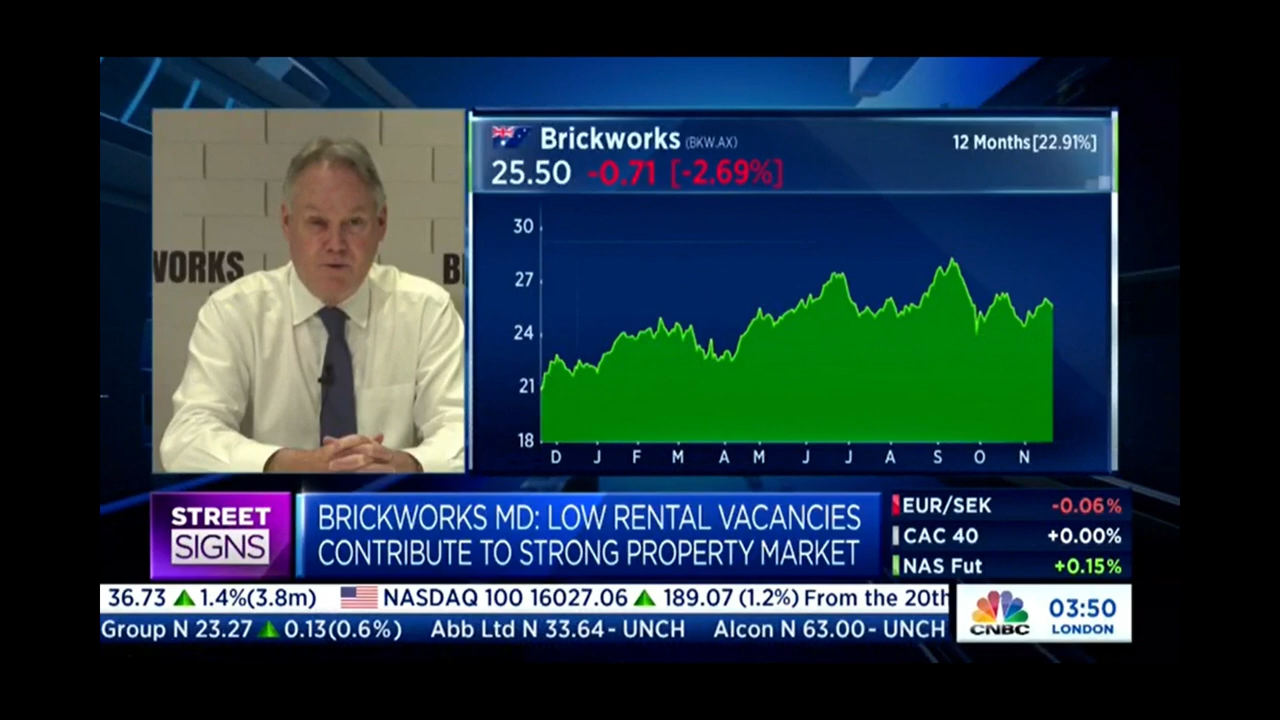 WORKS
B
Brickworks (BKW.AX)
12 Months[22.91%]
25.50 -0.71 [-2.69%]
30
27
24
21
18
D J F M A M J J A S O N
STREET
SIGNS
BRICKWORKS MD: LOW RENTAL VACANCIES
CONTRIBUTE TO STRONG PROPERTY MARKET
EUR/SEK -0.06%
CAC 40 +0.00%
NAS Fut +0.15%
36.73 ▲ 1.4%(3.8m) NASDAQ 100 16027.06 ▲ 189.07 (1.2%) From the 20th
Group N 23.27 ▲ 0.13(0.6%) Abb Ltd N 33.64- UNCH Alcon N 63.00- UNCH
CNBC
03:50
LONDON